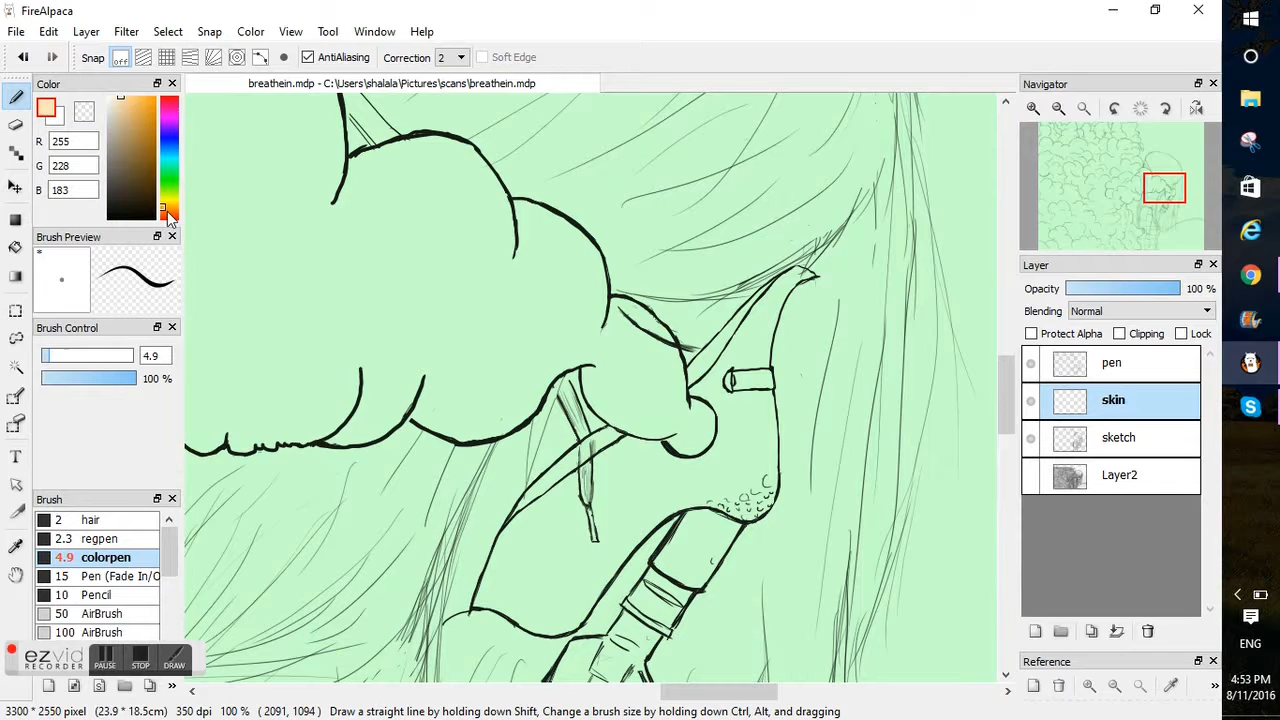 FireAlpaca
File Edit Layer Filter Select Snap Color View Tool Window Help
Snap off AntiAliasing Correction 2 Soft Edge
Color
breathein.mdp - C:\Users\shalala\Pictures\scans\breathein.mdp
Navigator
R 255
G 228
B 183
Brush Preview
*
Layer
Opacity 100 %
Blending Normal
Protect Alpha Clipping Lock
Brush Control
4.9
100 %
pen
skin
sketch
Layer2
Brush
2 hair
2.3 regpen
4.9 colorpen
15 Pen (Fade In/O
10 Pencil
50 AirBrush
100 AirBrush
ezvid
RECORDER
PAUSE STOP DRAW
Reference
ENG
4:53 PM
8/11/2016
3300 * 2550 pixel (23.9 * 18.5cm) 350 dpi 100 % ( 2091, 1094 ) Draw a straight line by holding down Shift, Change a brush size by holding down Ctrl, Alt, and dragging